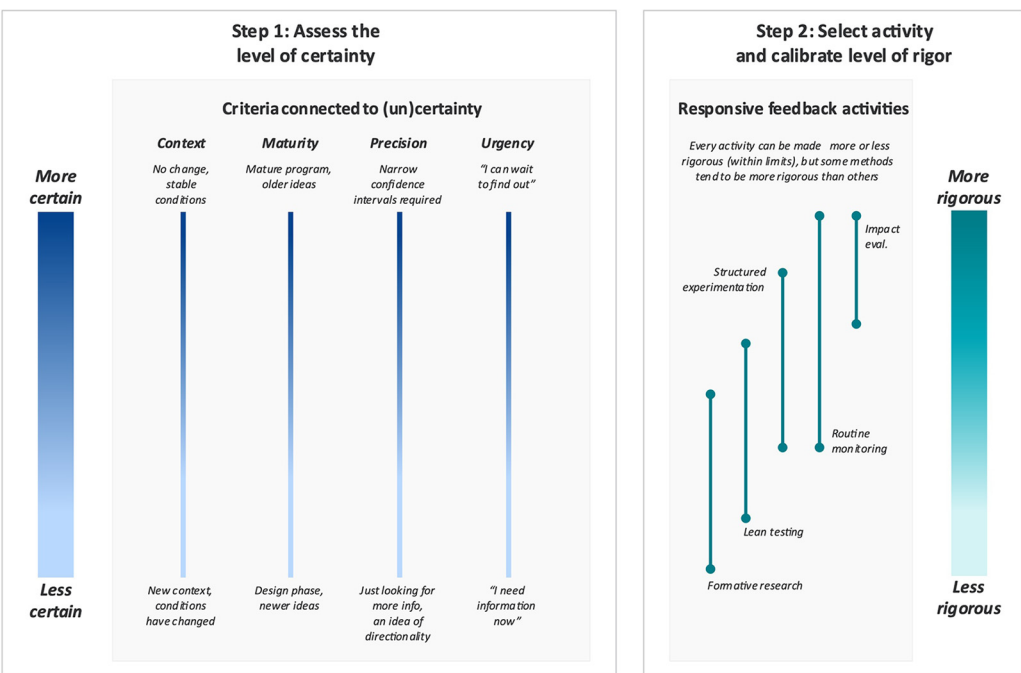 Step 1: Assess the
level of certainty
Criteria connected to (un)certainty
Context
Maturity
Precision
Urgency
No change,
stable
conditions
Mature program,
older ideas
Narrow
confidence
intervals required
“I can wait
to find out”
More
certain
Less
certain
New context,
conditions
have changed
Design phase,
newer ideas
Just looking for
more info,
an idea of
directionality
“I need
information
now”
Step 2: Select activity
and calibrate level of rigor
Responsive feedback activities
Every activity can be made more or less
rigorous (within limits), but some methods
tend to be more rigorous than others
More
rigorous
Impact
eval.
Structured
experimentation
Routine
monitoring
Lean testing
Formative research
Less
rigorous